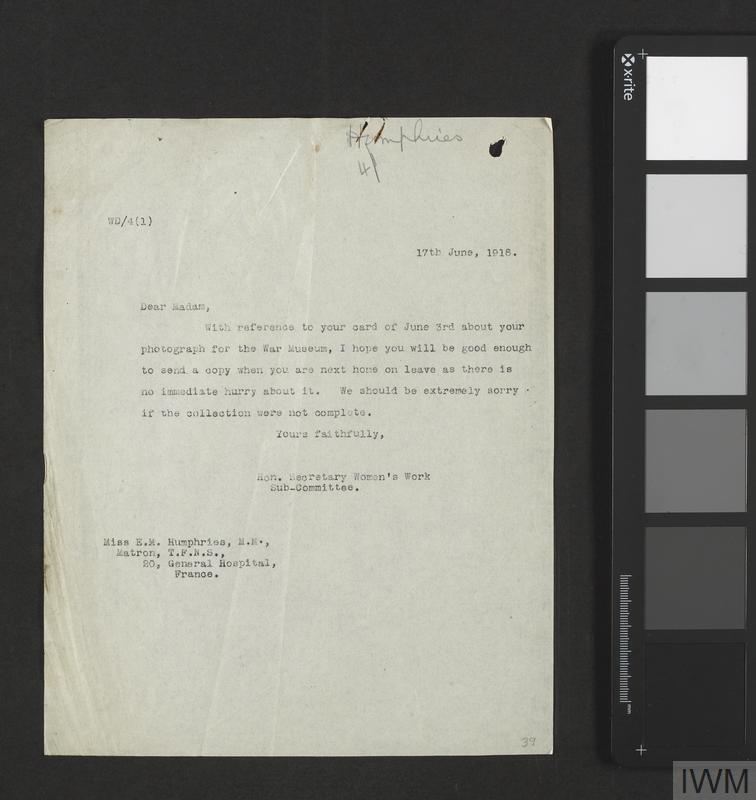 Humphries
4
WD/4(1)
17th June, 1918.
Dear Madam,
With reference to your card of June 3rd about your
photograph for the War Museum, I hope you will be good enough
to send a copy when you are next home on leave as there is
no immediate hurry about it. We should be extremely sorry
if the collection were not complete.
Yours faithfully,
Hon. Secretary Women's Work
Sub-Committee.
Miss E.M. Humphries, M.M.,
Matron, T.F.N.S.,
20, General Hospital,
France.
39
x-rite
mm
IWM